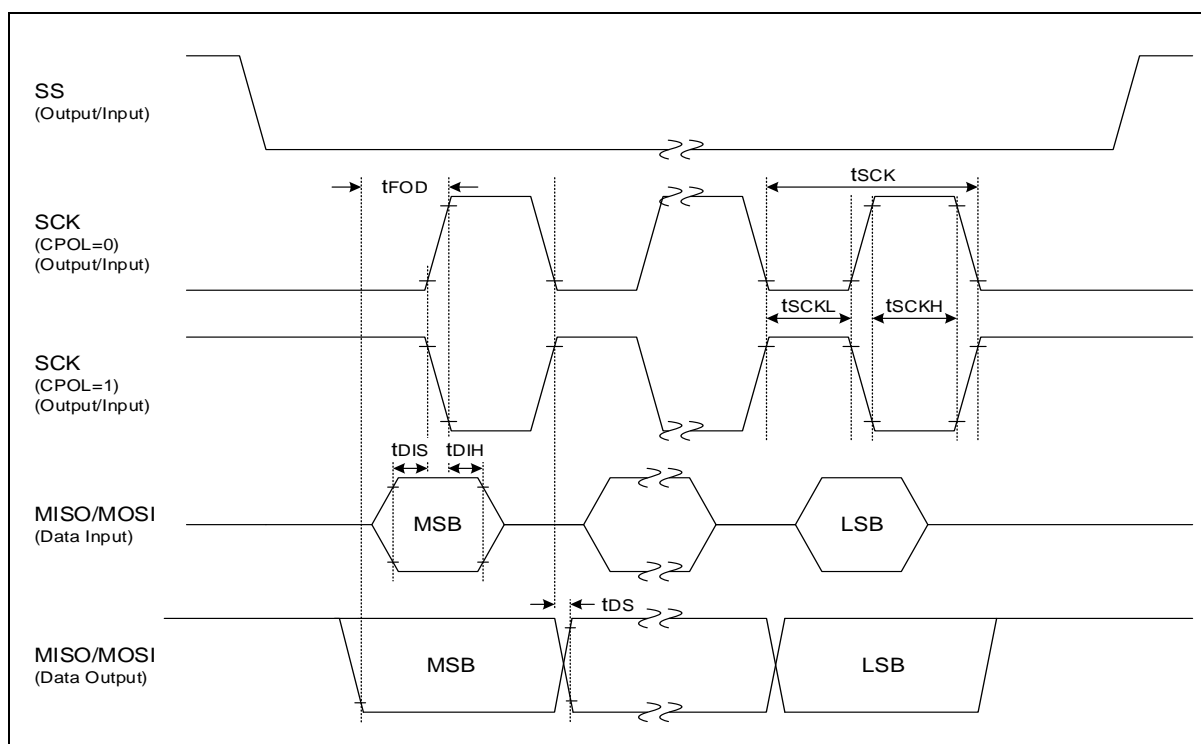 SS
(Output/Input)
tFOD
tSCK
SCK
(CPOL=0)
(Output/Input)
tSCKL
tSCKH
SCK
(CPOL=1)
(Output/Input)
tDIS
tDIH
MISO/MOSI
(Data Input)
MSB
LSB
tDS
MISO/MOSI
(Data Output)
MSB
LSB